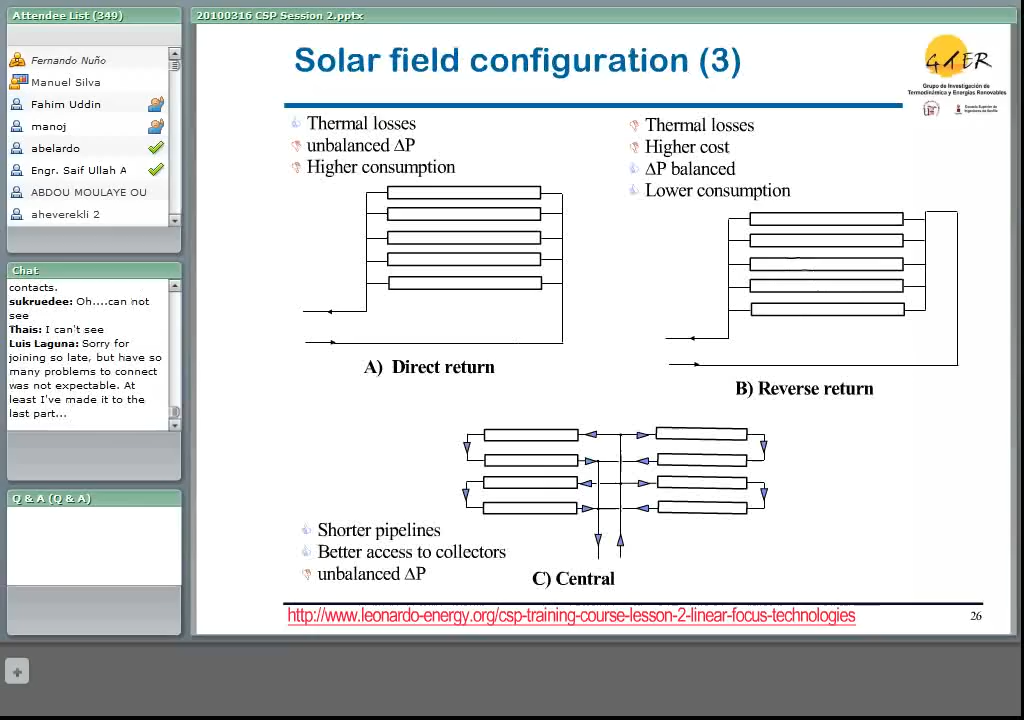 Attendee List (349)
Fernando Nuño
Manuel Silva
Fahim Uddin
manoj
abelardo
Engr. Saif Ullah A
ABDOU MOULAYE OU
aheverekli 2
Chat
contacts.
sukruedee: Oh....can not
see
Thais: I can't see
Luis Laguna: Sorry for
joining so late, but have so
many problems to connect
was not expectable. At
least I've made it to the
last part...
Q & A (Q & A)
20100316 CSP Session 2.pptx
Solar field configuration (3)
GTER
Grupo de Investigación de
Termodinámica y Energías Renovables
Escuela Superior de
Ingenieros de Sevilla
Thermal losses
unbalanced ΔP
Higher consumption
A) Direct return
Thermal losses
Higher cost
ΔP balanced
Lower consumption
B) Reverse return
Shorter pipelines
Better access to collectors
unbalanced ΔP
C) Central
http://www.leonardo-energy.org/csp-training-course-lesson-2-linear-focus-technologies
26